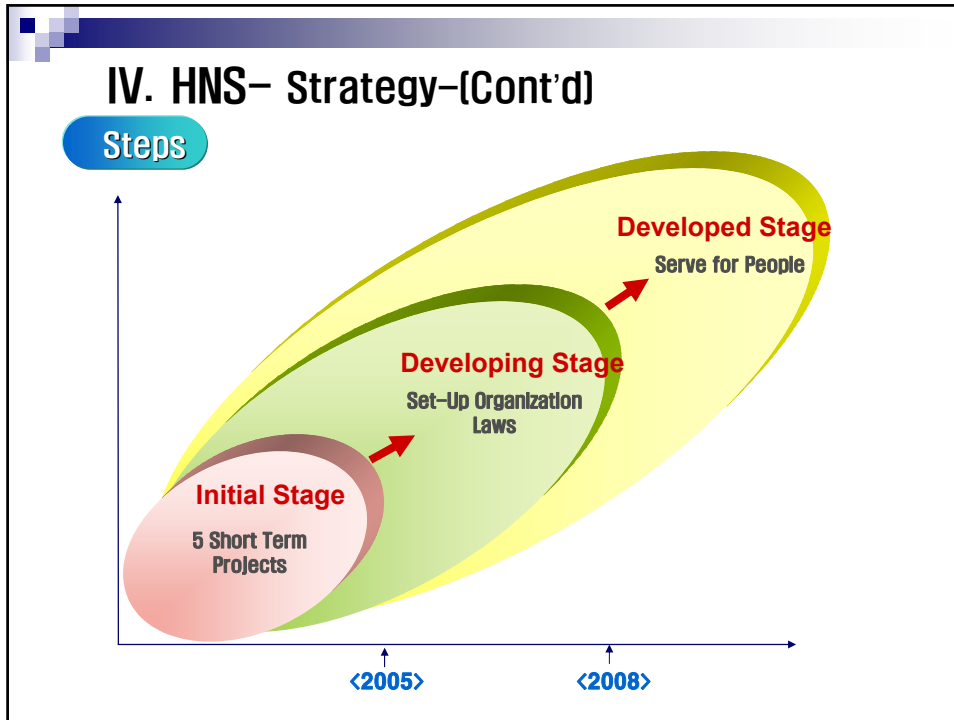 IV. HNS- Strategy-(Cont'd)
Steps
Developed Stage
Serve for People
Developing Stage
Set-Up Organization
Laws
Initial Stage
5 Short Term
Projects
<2005>
<2008>